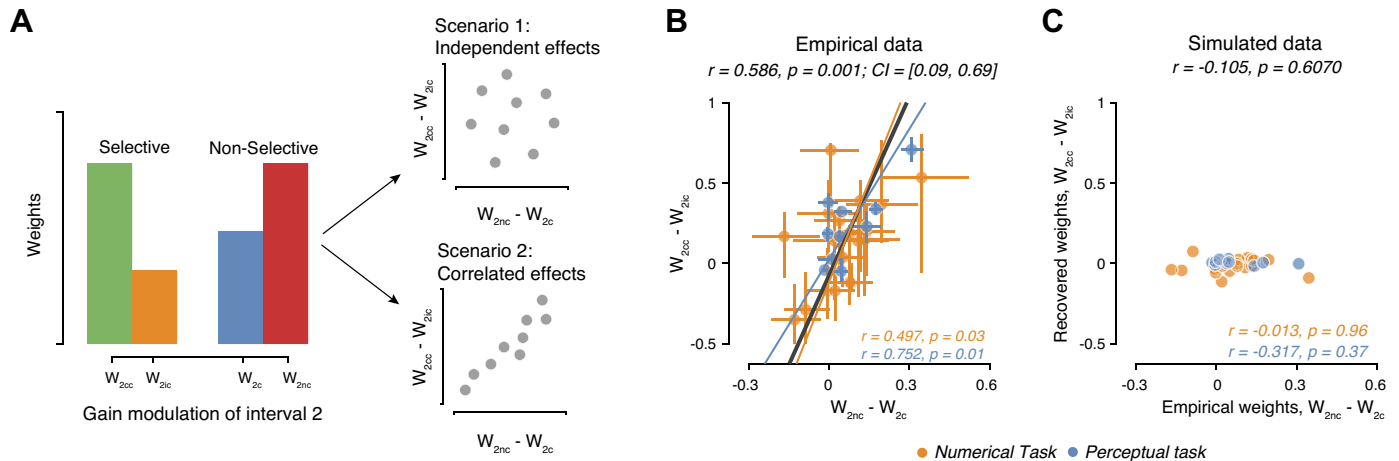 A
Scenario 1:
Independent effects
Selective
Non-Selective
Weights
W2cc - W2ic
W2nc - W2c
Scenario 2:
Correlated effects
W2cc - W2ic
W2nc - W2c
W2cc
W2ic
W2c
W2nc
Gain modulation of interval 2
B
Empirical data
r = 0.586, p = 0.001; CI = [0.09, 0.69]
W2cc - W2ic
1
0.5
0
-0.5
r = 0.497, p = 0.03
r = 0.752, p = 0.01
-0.3
0
0.3
0.6
W2nc - W2c
C
Simulated data
r = -0.105, p = 0.6070
Recovered weights, W2cc - W2ic
1
0.5
0
-0.5
r = -0.013, p = 0.96
r = -0.317, p = 0.37
-0.3
0
0.3
0.6
Empirical weights, W2nc - W2c
Numerical Task
Perceptual task